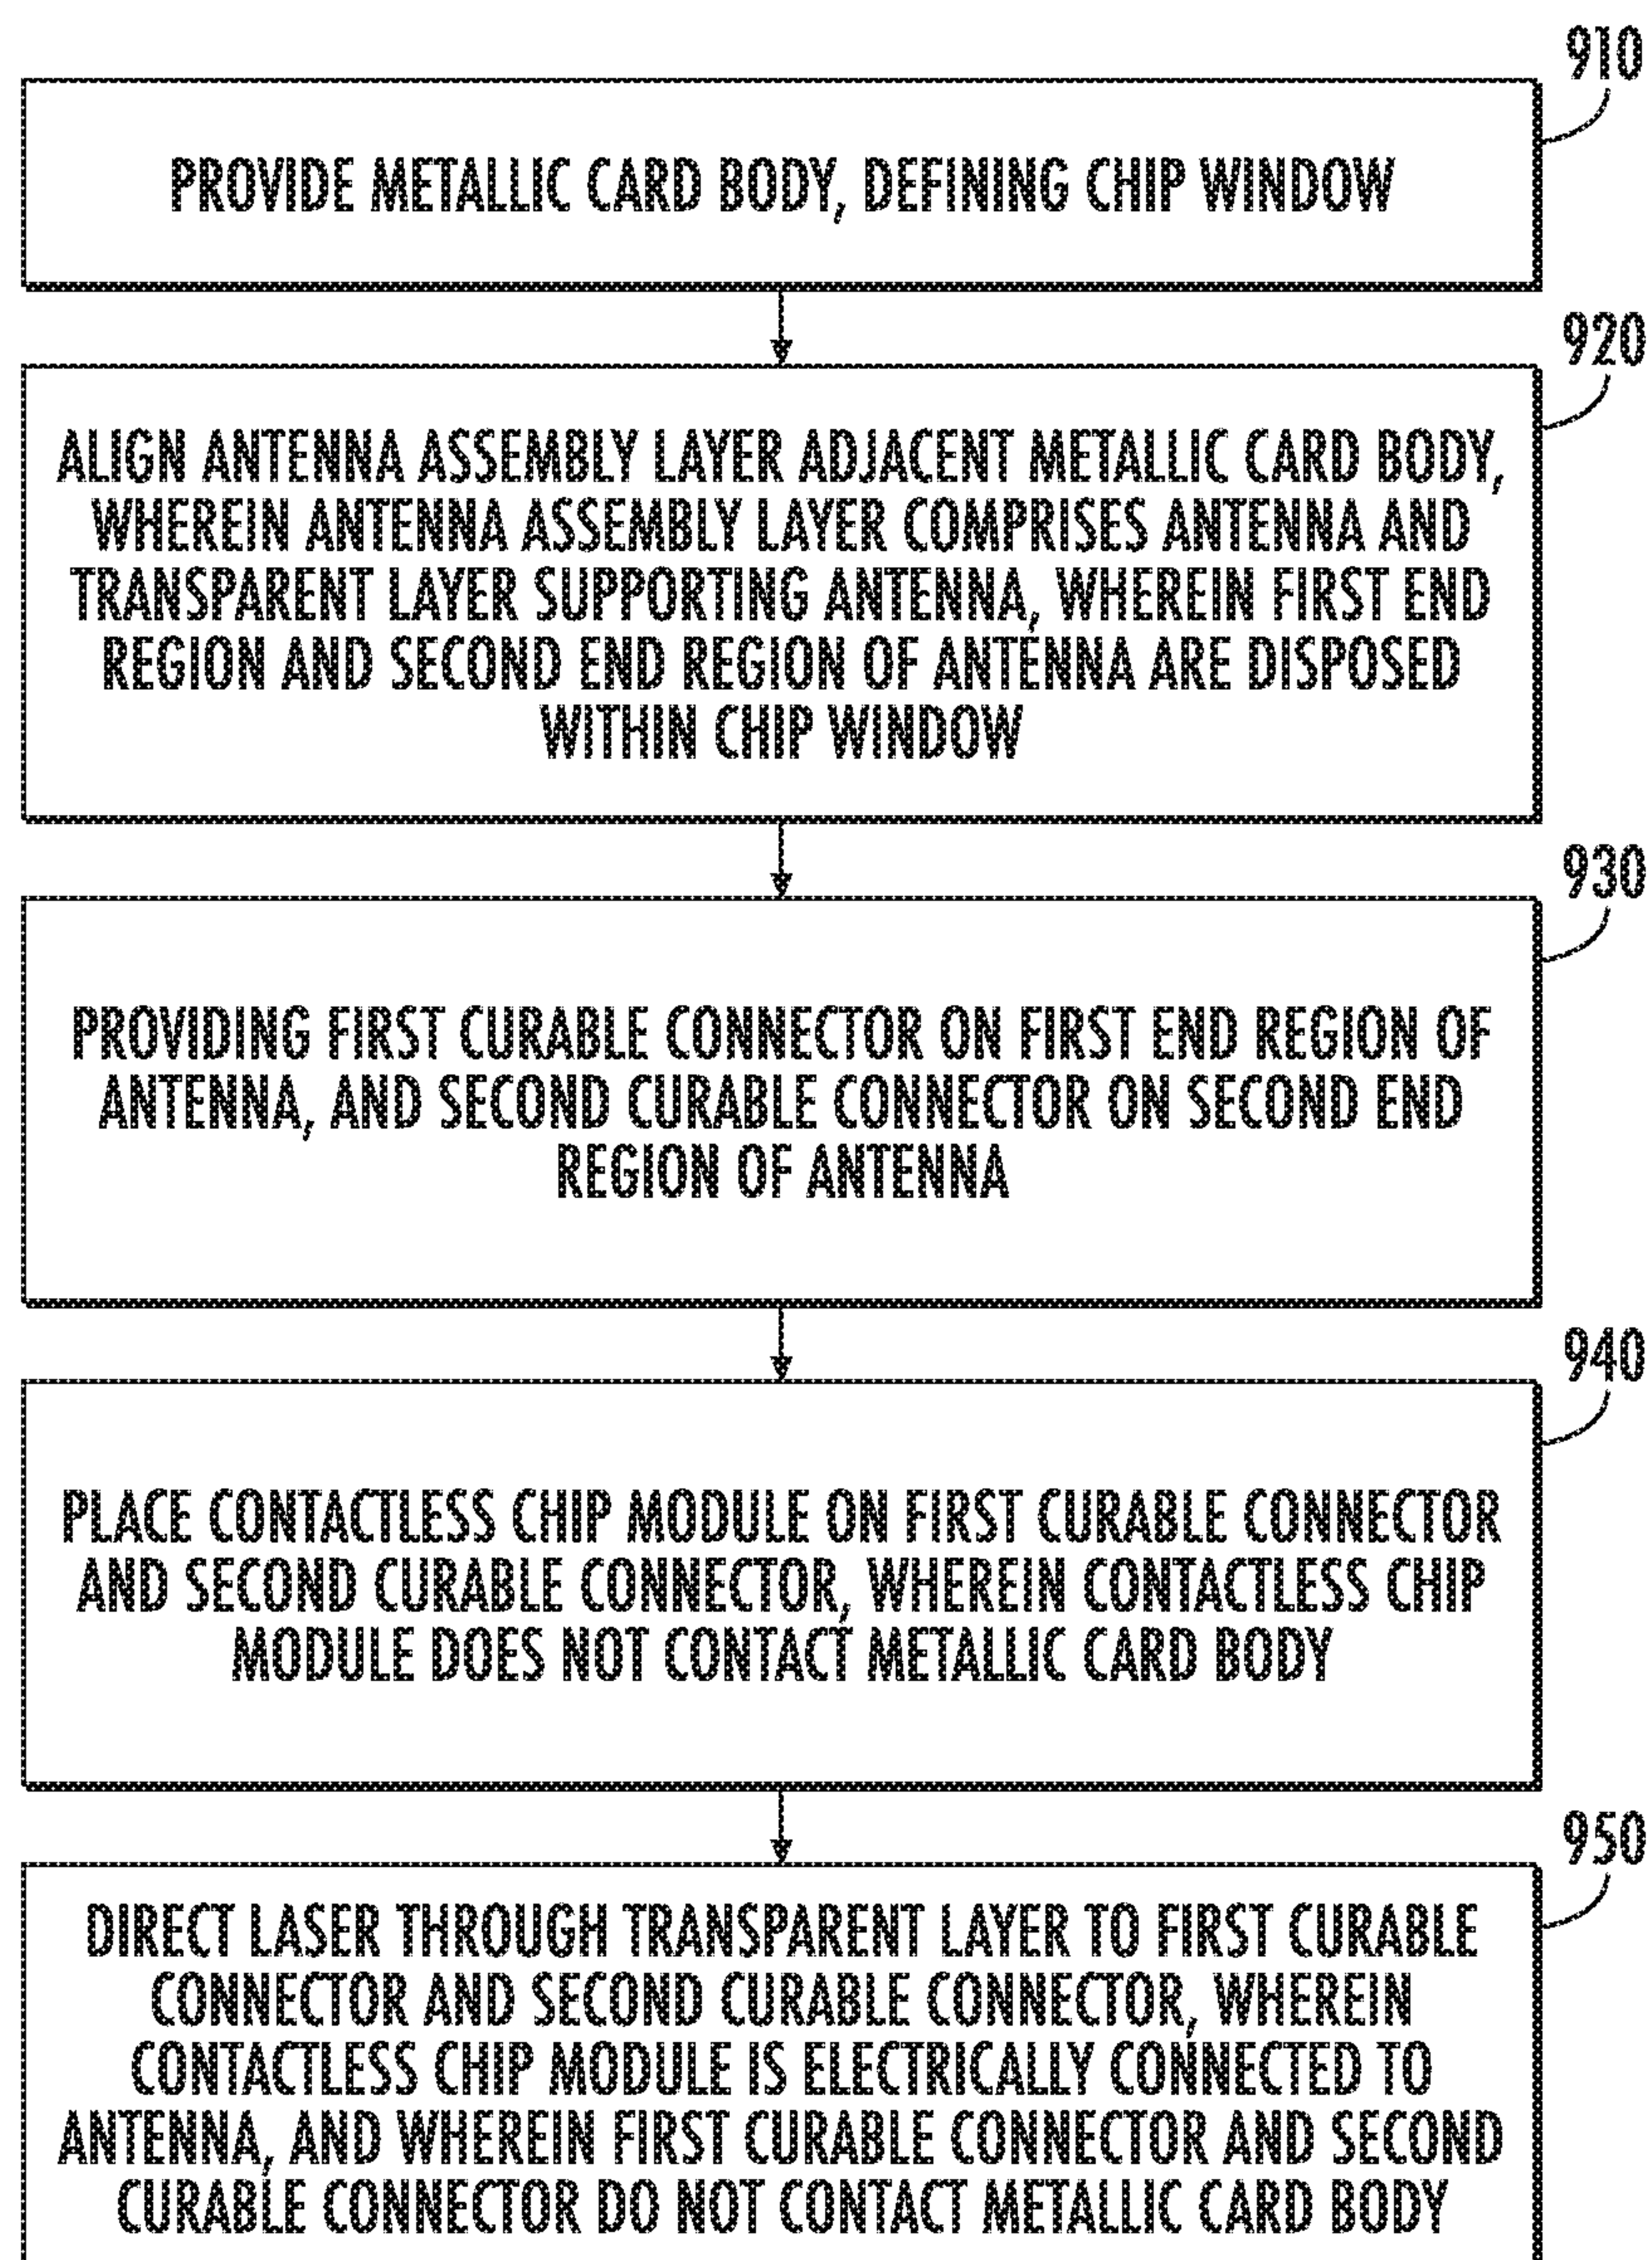 910
PROVIDE METALLIC CARD BODY, DEFINING CHIP WINDOW
920
ALIGN ANTENNA ASSEMBLY LAYER ADJACENT METALLIC CARD BODY,
WHEREIN ANTENNA ASSEMBLY LAYER COMPRISES ANTENNA AND
TRANSPARENT LAYER SUPPORTING ANTENNA, WHEREIN FIRST END
REGION AND SECOND END REGION OF ANTENNA ARE DISPOSED
WITHIN CHIP WINDOW
930
PROVIDING FIRST CURABLE CONNECTOR ON FIRST END REGION OF
ANTENNA, AND SECOND CURABLE CONNECTOR ON SECOND END
REGION OF ANTENNA
940
PLACE CONTACTLESS CHIP MODULE ON FIRST CURABLE CONNECTOR
AND SECOND CURABLE CONNECTOR, WHEREIN CONTACTLESS CHIP
MODULE DOES NOT CONTACT METALLIC CARD BODY
950
DIRECT LASER THROUGH TRANSPARENT LAYER TO FIRST CURABLE
CONNECTOR AND SECOND CURABLE CONNECTOR, WHEREIN
CONTACTLESS CHIP MODULE IS ELECTRICALLY CONNECTED TO
ANTENNA, AND WHEREIN FIRST CURABLE CONNECTOR AND SECOND
CURABLE CONNECTOR DO NOT CONTACT METALLIC CARD BODY